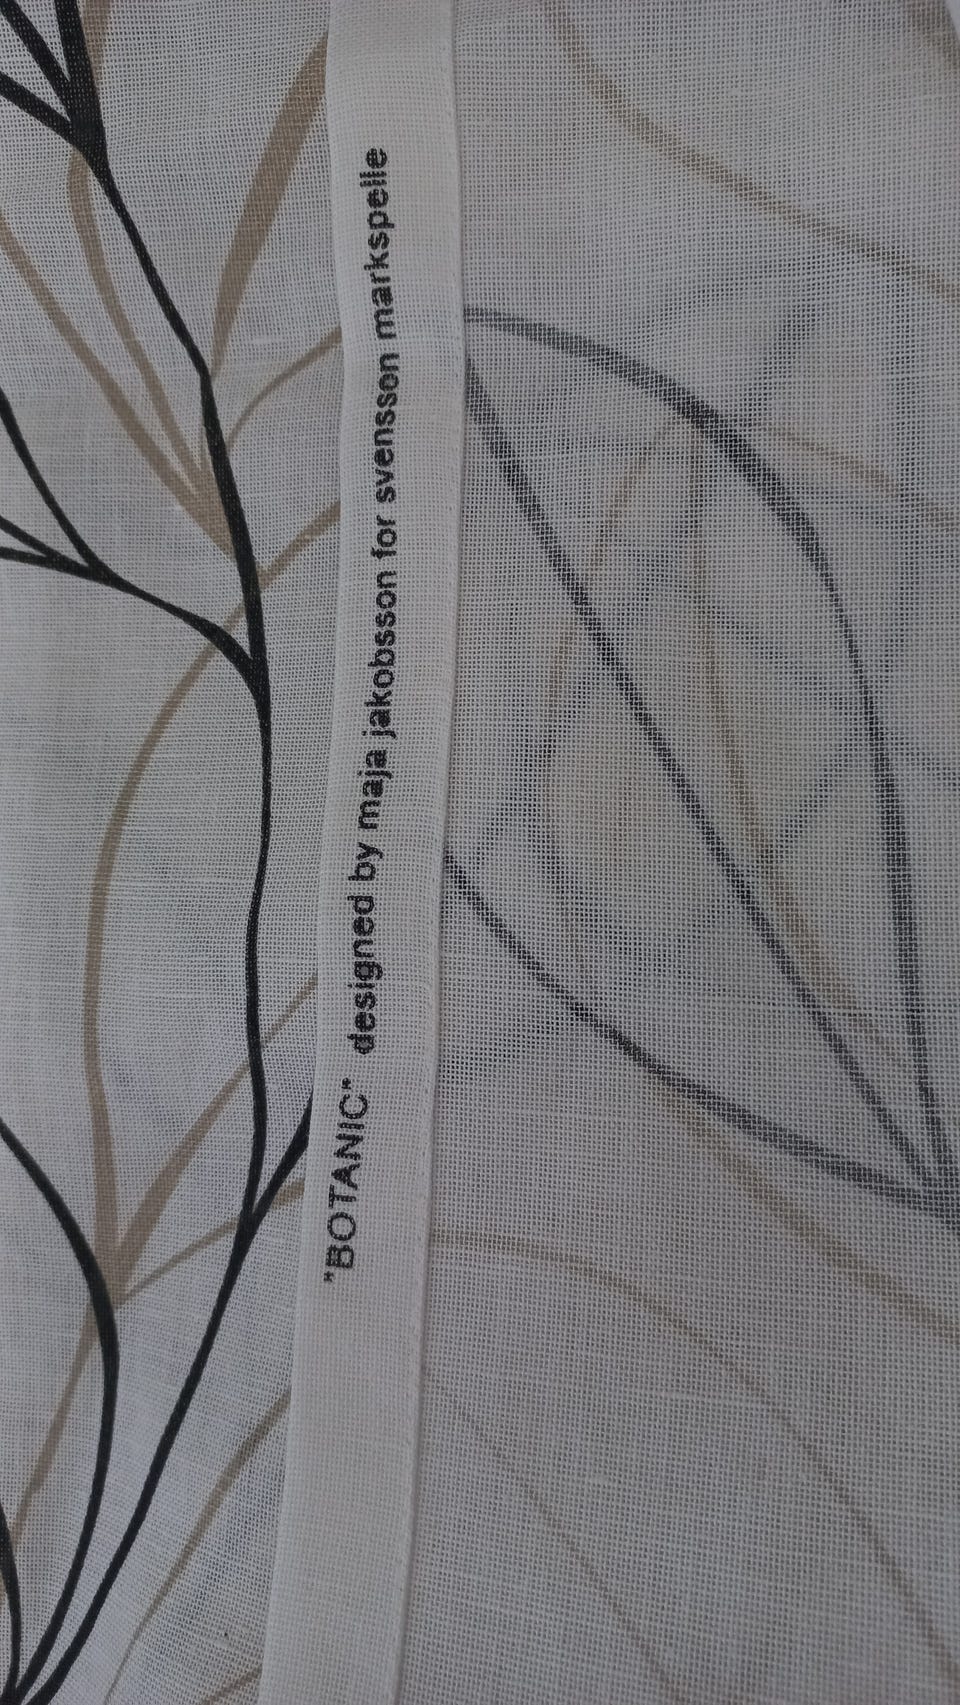 "BOTANIC" designed by maja jakobsson for svensson markspelle